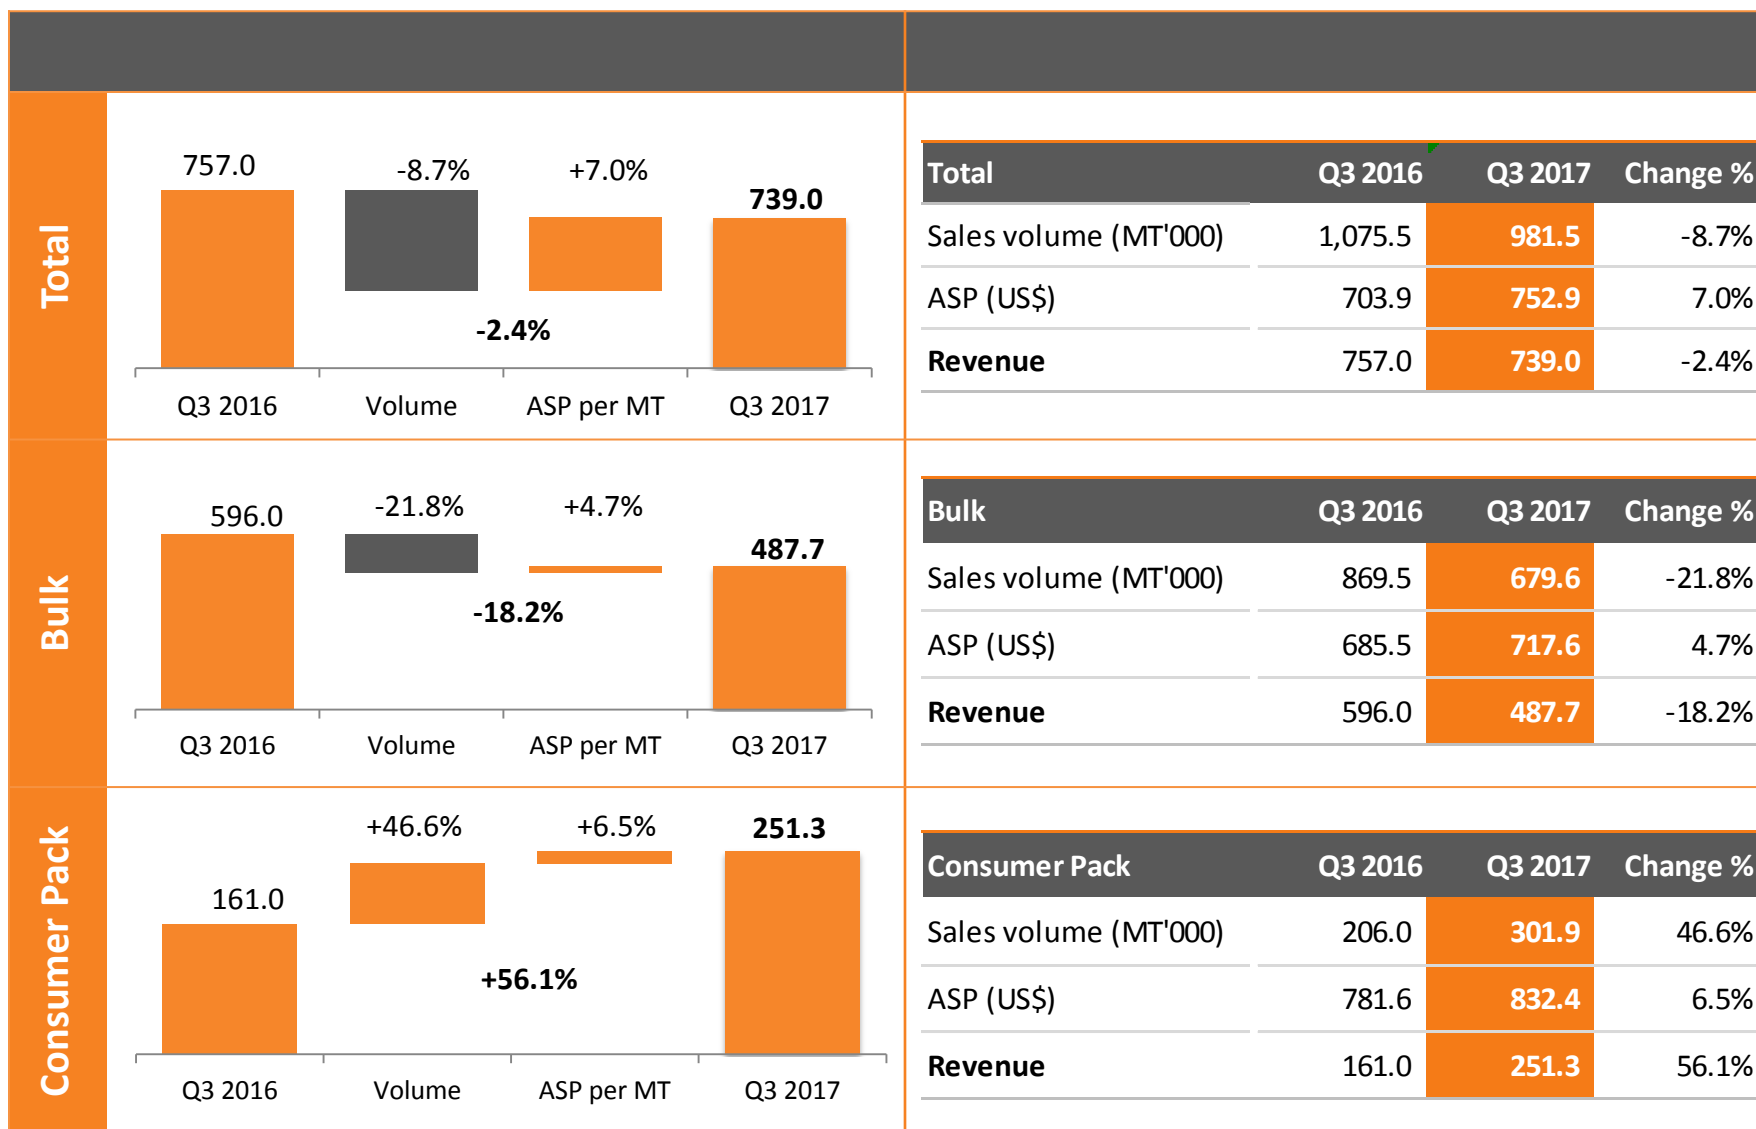 Total
757.0
-8.7%
+7.0%
739.0
-2.4%
Q3 2016
Volume
ASP per MT
Q3 2017
Total Q3 2016 Q3 2017 Change %
Sales volume (MT'000) 1,075.5 981.5 -8.7%
ASP (US$) 703.9 752.9 7.0%
Revenue 757.0 739.0 -2.4%
Bulk
596.0
-21.8%
+4.7%
487.7
-18.2%
Q3 2016
Volume
ASP per MT
Q3 2017
Bulk Q3 2016 Q3 2017 Change %
Sales volume (MT'000) 869.5 679.6 -21.8%
ASP (US$) 685.5 717.6 4.7%
Revenue 596.0 487.7 -18.2%
Consumer Pack
161.0
+46.6%
+6.5%
251.3
+56.1%
Q3 2016
Volume
ASP per MT
Q3 2017
Consumer Pack Q3 2016 Q3 2017 Change %
Sales volume (MT'000) 206.0 301.9 46.6%
ASP (US$) 781.6 832.4 6.5%
Revenue 161.0 251.3 56.1%